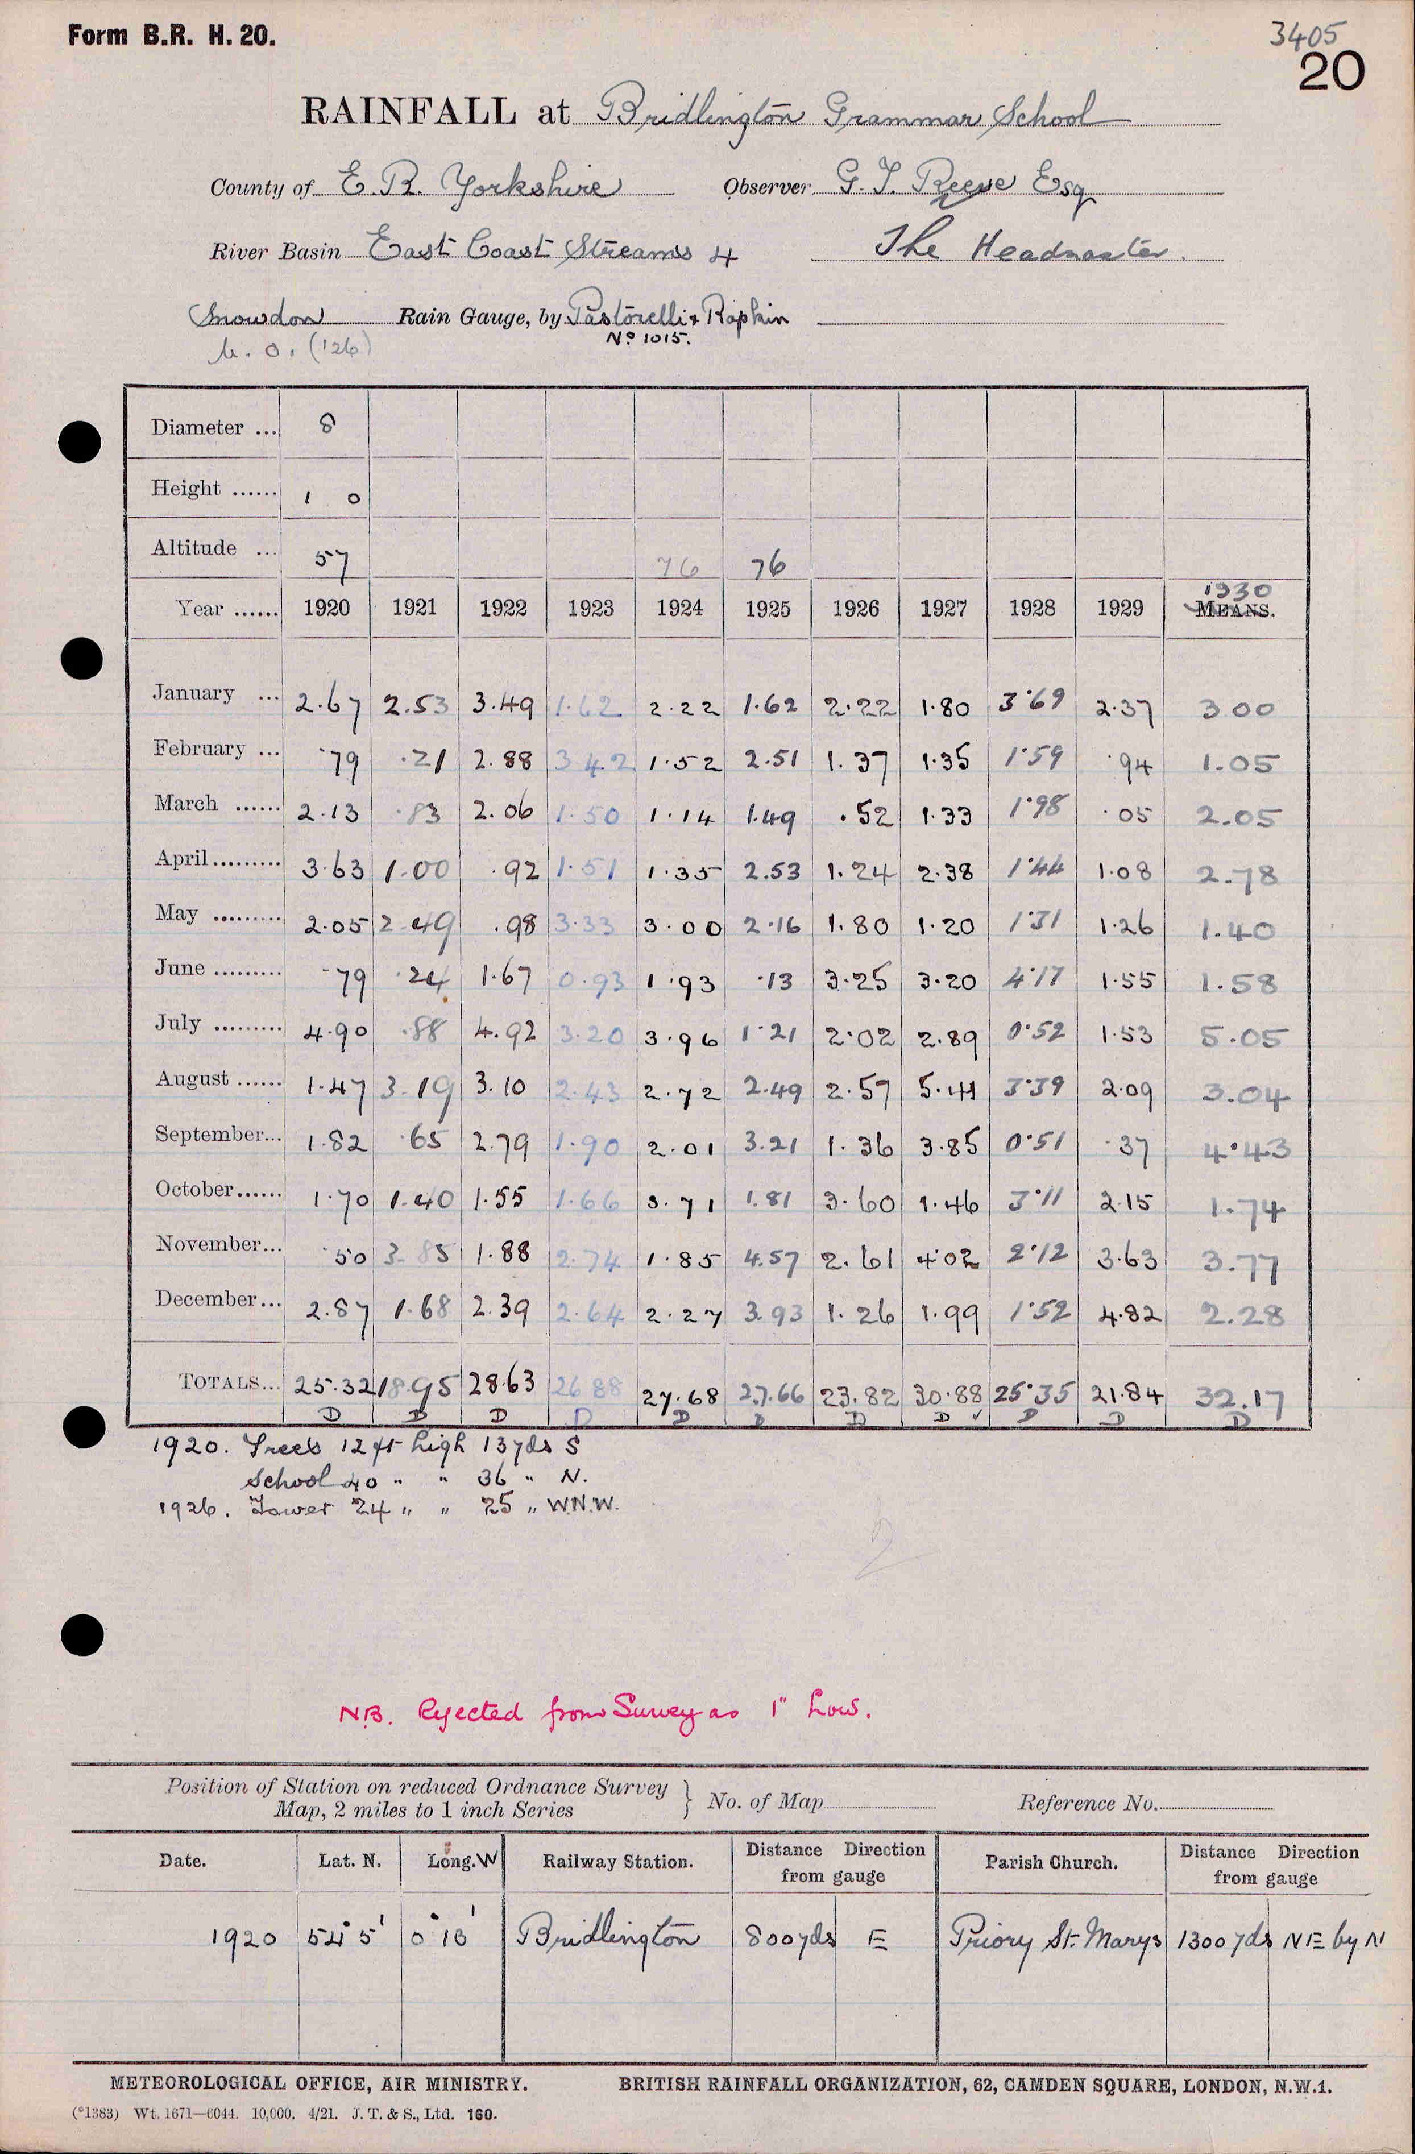 Form B.R. H. 20.
3405
20
RAINFALL at Bridlington Grammar School
County of E.R. Yorkshire Observer G. T. Reeve Esq
River Basin East Coast Streams 4 The Headmaster.
Snowdon Rain Gauge, by Pastorelli & Rapkin
M. O. (126) No 1015.
Diameter ... 8
Height ...... 1 0
Altitude ... 57 76 76
1930
Year ...... 1920 1921 1922 1923 1924 1925 1926 1927 1928 1929 MEANS.
January ... 2.67 2.53 3.49 1.62 2.22 1.62 2.22 1.80 3.69 2.37 3.00
February ... .79 .21 2.88 3.42 1.52 2.51 1.37 1.35 1.59 .94 1.05
March ...... 2.13 .83 2.06 1.50 1.14 1.49 .52 1.33 1.98 .05 2.05
April ......... 3.63 1.00 .92 1.51 1.35 2.53 1.24 2.38 1.44 1.08 2.78
May ......... 2.05 2.49 .98 3.33 3.00 2.16 1.80 1.20 1.31 1.26 1.40
June ......... .79 .24 1.67 0.93 1.93 .13 3.25 3.20 4.17 1.55 1.58
July ......... 4.90 .88 4.92 3.20 3.96 1.21 2.02 2.89 0.52 1.53 5.05
August ...... 1.47 3.19 3.10 2.43 2.72 2.49 2.57 5.41 3.39 2.09 3.04
September... 1.82 .65 2.79 1.90 2.01 3.21 1.36 3.85 0.51 .37 4.43
October...... 1.70 1.40 1.55 1.66 3.71 1.81 3.60 1.46 3.11 2.15 1.74
November... .50 3.85 1.88 2.74 1.85 4.57 2.61 4.02 2.12 3.63 3.77
December... 2.87 1.68 2.39 2.64 2.27 3.93 1.26 1.99 1.52 4.82 2.28
TOTALS... 25.32 18.95 28.63 26.88 27.68 27.66 23.82 30.88 25.35 21.84 32.17
D D D D D D D D ✓ D D D
1920. Trees 12 ft high 13 yds S
School 40 " " 36 " N.
1926. Tower 24 " " 25 " W.N.W.
2
N.B. Rejected from Survey as 1" Low.
Position of Station on reduced Ordnance Survey Map, 2 miles to 1 inch Series } No. of Map Reference No.
Date. Lat. N. Long. W Railway Station. Distance Direction from gauge Parish Church. Distance Direction from gauge
1920 54° 5' 0° 13' Bridlington 800 yds E Priory St. Marys 1300 yds NE by N
METEOROLOGICAL OFFICE, AIR MINISTRY. BRITISH RAINFALL ORGANIZATION, 62, CAMDEN SQUARE, LONDON, N.W.1.
(*1383) Wt. 1671—6044. 10,000. 4/21. J. T. & S., Ltd. 160.